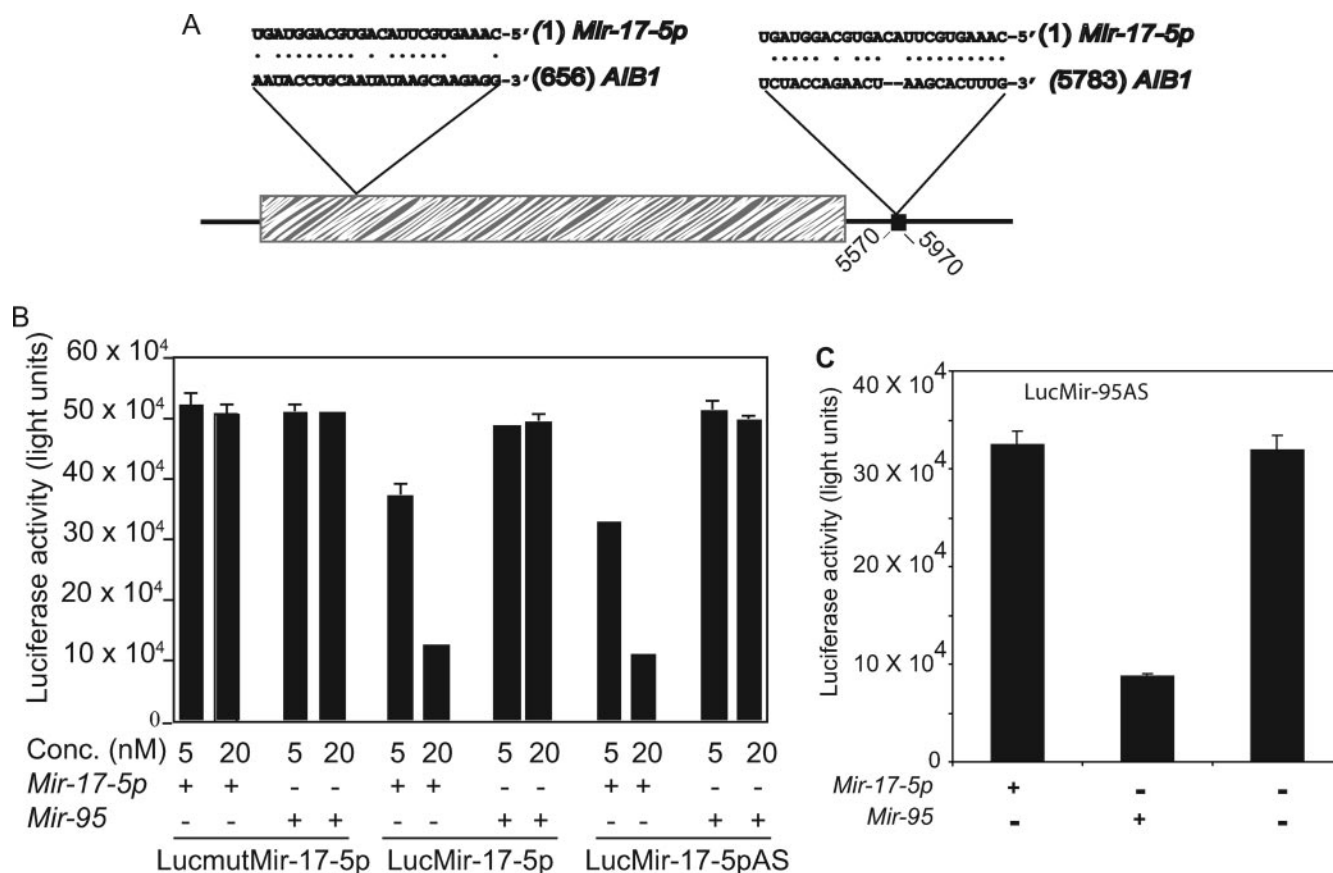 A
UGAUGGACGUGACAUUCGUGAAAC-5′ (1) Mir-17-5p
AAUACCUGCAAUAUAAGCAAGAGG-3′ (656) AIB1
UGAUGGACGUGACAUUCGUGAAAC-5′ (1) Mir-17-5p
UCUACCAGAACU--AAGCACUUUG-3′ (5783) AIB1
5570
5970
B
Luciferase activity (light units)
60 x 10⁴
50 x 10⁴
40 x 10⁴
30 x 10⁴
20 x 10⁴
10 x 10⁴
0
Conc. (nM) 5 20 5 20 5 20 5 20 5 20 5 20
Mir-17-5p + + - - + + - - + + - -
Mir-95 - - + + - - + + - - + +
LucmutMir-17-5p LucMir-17-5p LucMir-17-5pAS
C
LucMir-95AS
Luciferase activity (light units)
40 X 10⁴
30 X 10⁴
20 X 10⁴
10 X 10⁴
0
Mir-17-5p + - -
Mir-95 - + -